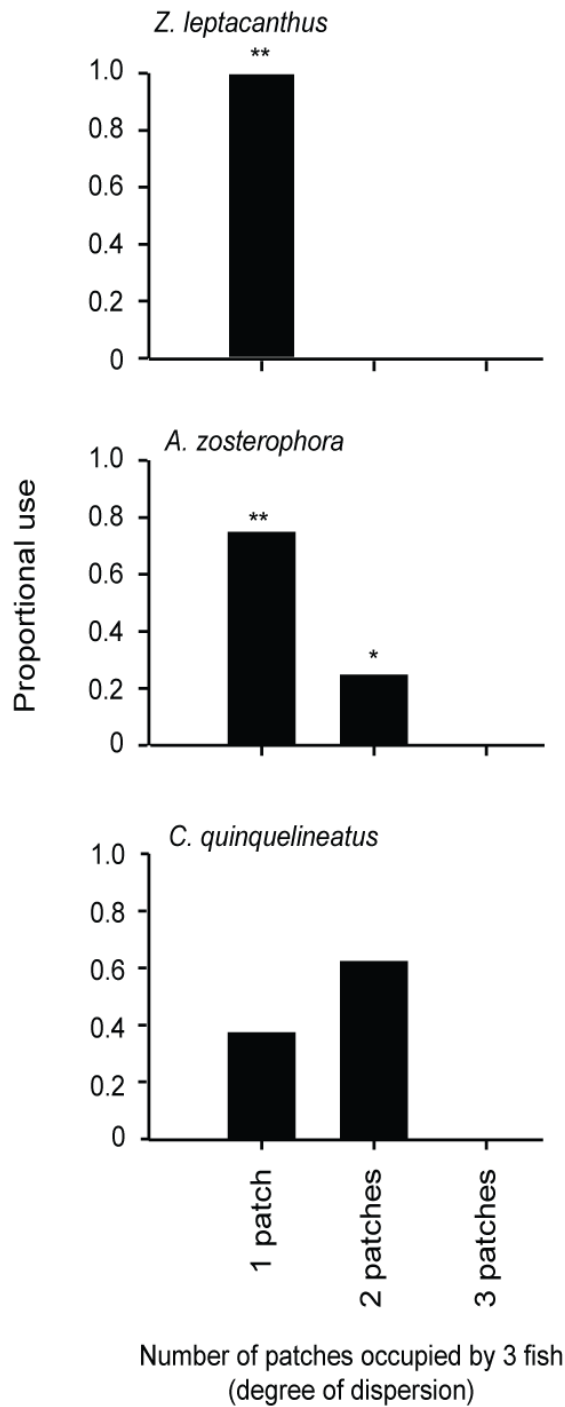 Z. leptacanthus
**
1.0
0.8
0.6
0.4
0.2
0
A. zosterophora
1.0
0.8
0.6
0.4
0.2
0
**
*
Proportional use
C. quinquelineatus
1.0
0.8
0.6
0.4
0.2
0
1 patch
2 patches
3 patches
Number of patches occupied by 3 fish
(degree of dispersion)